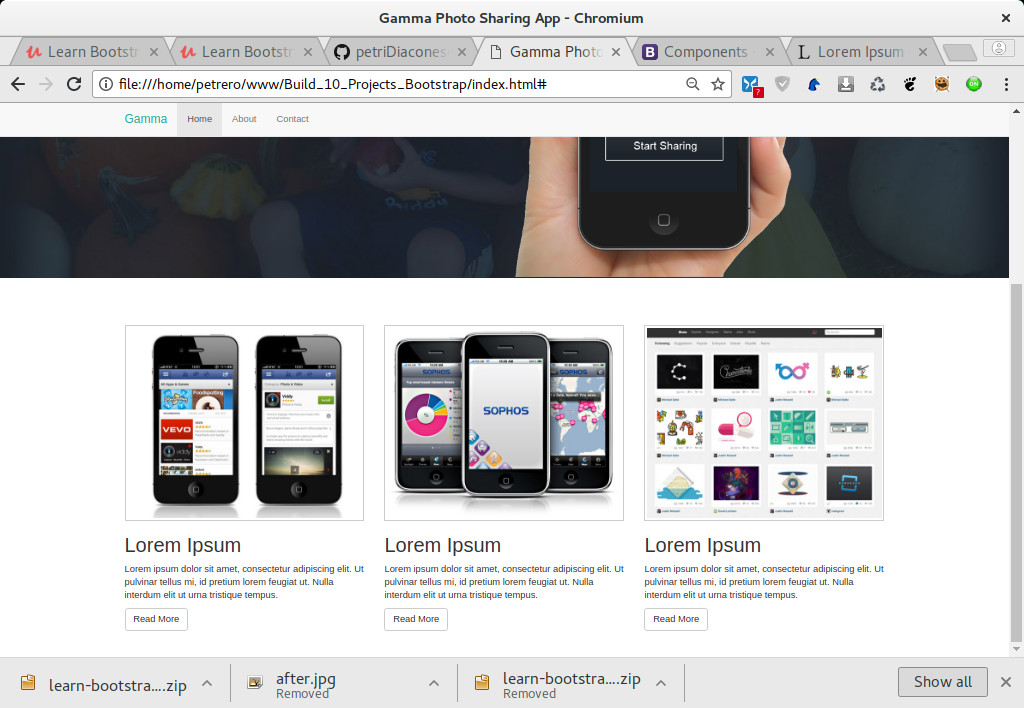 Gamma Photo Sharing App - Chromium
Learn Bootstr
Learn Bootstr
petriDiacones
Gamma Photo
Components
Lorem Ipsum
file:///home/petrero/www/Build_10_Projects_Bootstrap/index.html#
Gamma
Home
About
Contact
Start Sharing
SOPHOS
SOPHOS
SOPHOS
VEVO
Viddy
Foodspotting
Lorem Ipsum
Lorem ipsum dolor sit amet, consectetur adipiscing elit. Ut
pulvinar tellus mi, id pretium lorem feugiat ut. Nulla
interdum elit ut urna tristique tempus.
Read More
Lorem Ipsum
Lorem ipsum dolor sit amet, consectetur adipiscing elit. Ut
pulvinar tellus mi, id pretium lorem feugiat ut. Nulla
interdum elit ut urna tristique tempus.
Read More
Lorem Ipsum
Lorem ipsum dolor sit amet, consectetur adipiscing elit. Ut
pulvinar tellus mi, id pretium lorem feugiat ut. Nulla
interdum elit ut urna tristique tempus.
Read More
learn-bootstra....zip
after.jpg
Removed
learn-bootstra....zip
Removed
Show all